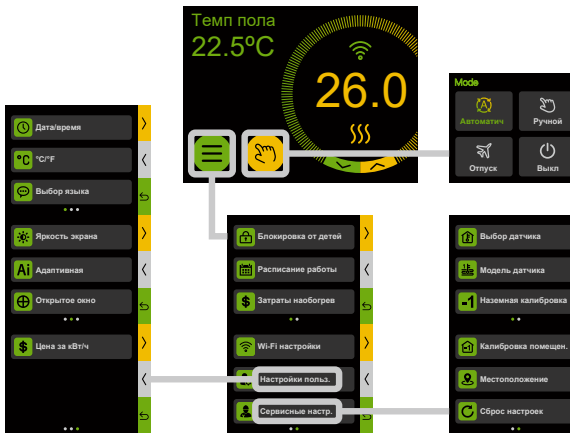 Темп пола
22.5ºC
26.0
Mode
Автоматич
Ручной
Отпуск
Выкл
Дата/время
°C
°C/°F
Выбор языка
Яркость экрана
Ai Адаптивная
Открытое окно
$ Цена за кВт/ч
Блокировка от детей
Расписание работы
$ Затраты наобогрев
Wi-Fi настройки
Настройки польз.
Сервисные настр.
Выбор датчика
Модель датчика
-1 Наземная калибровка
Калибровка помещен.
Местоположение
Сброс настроек